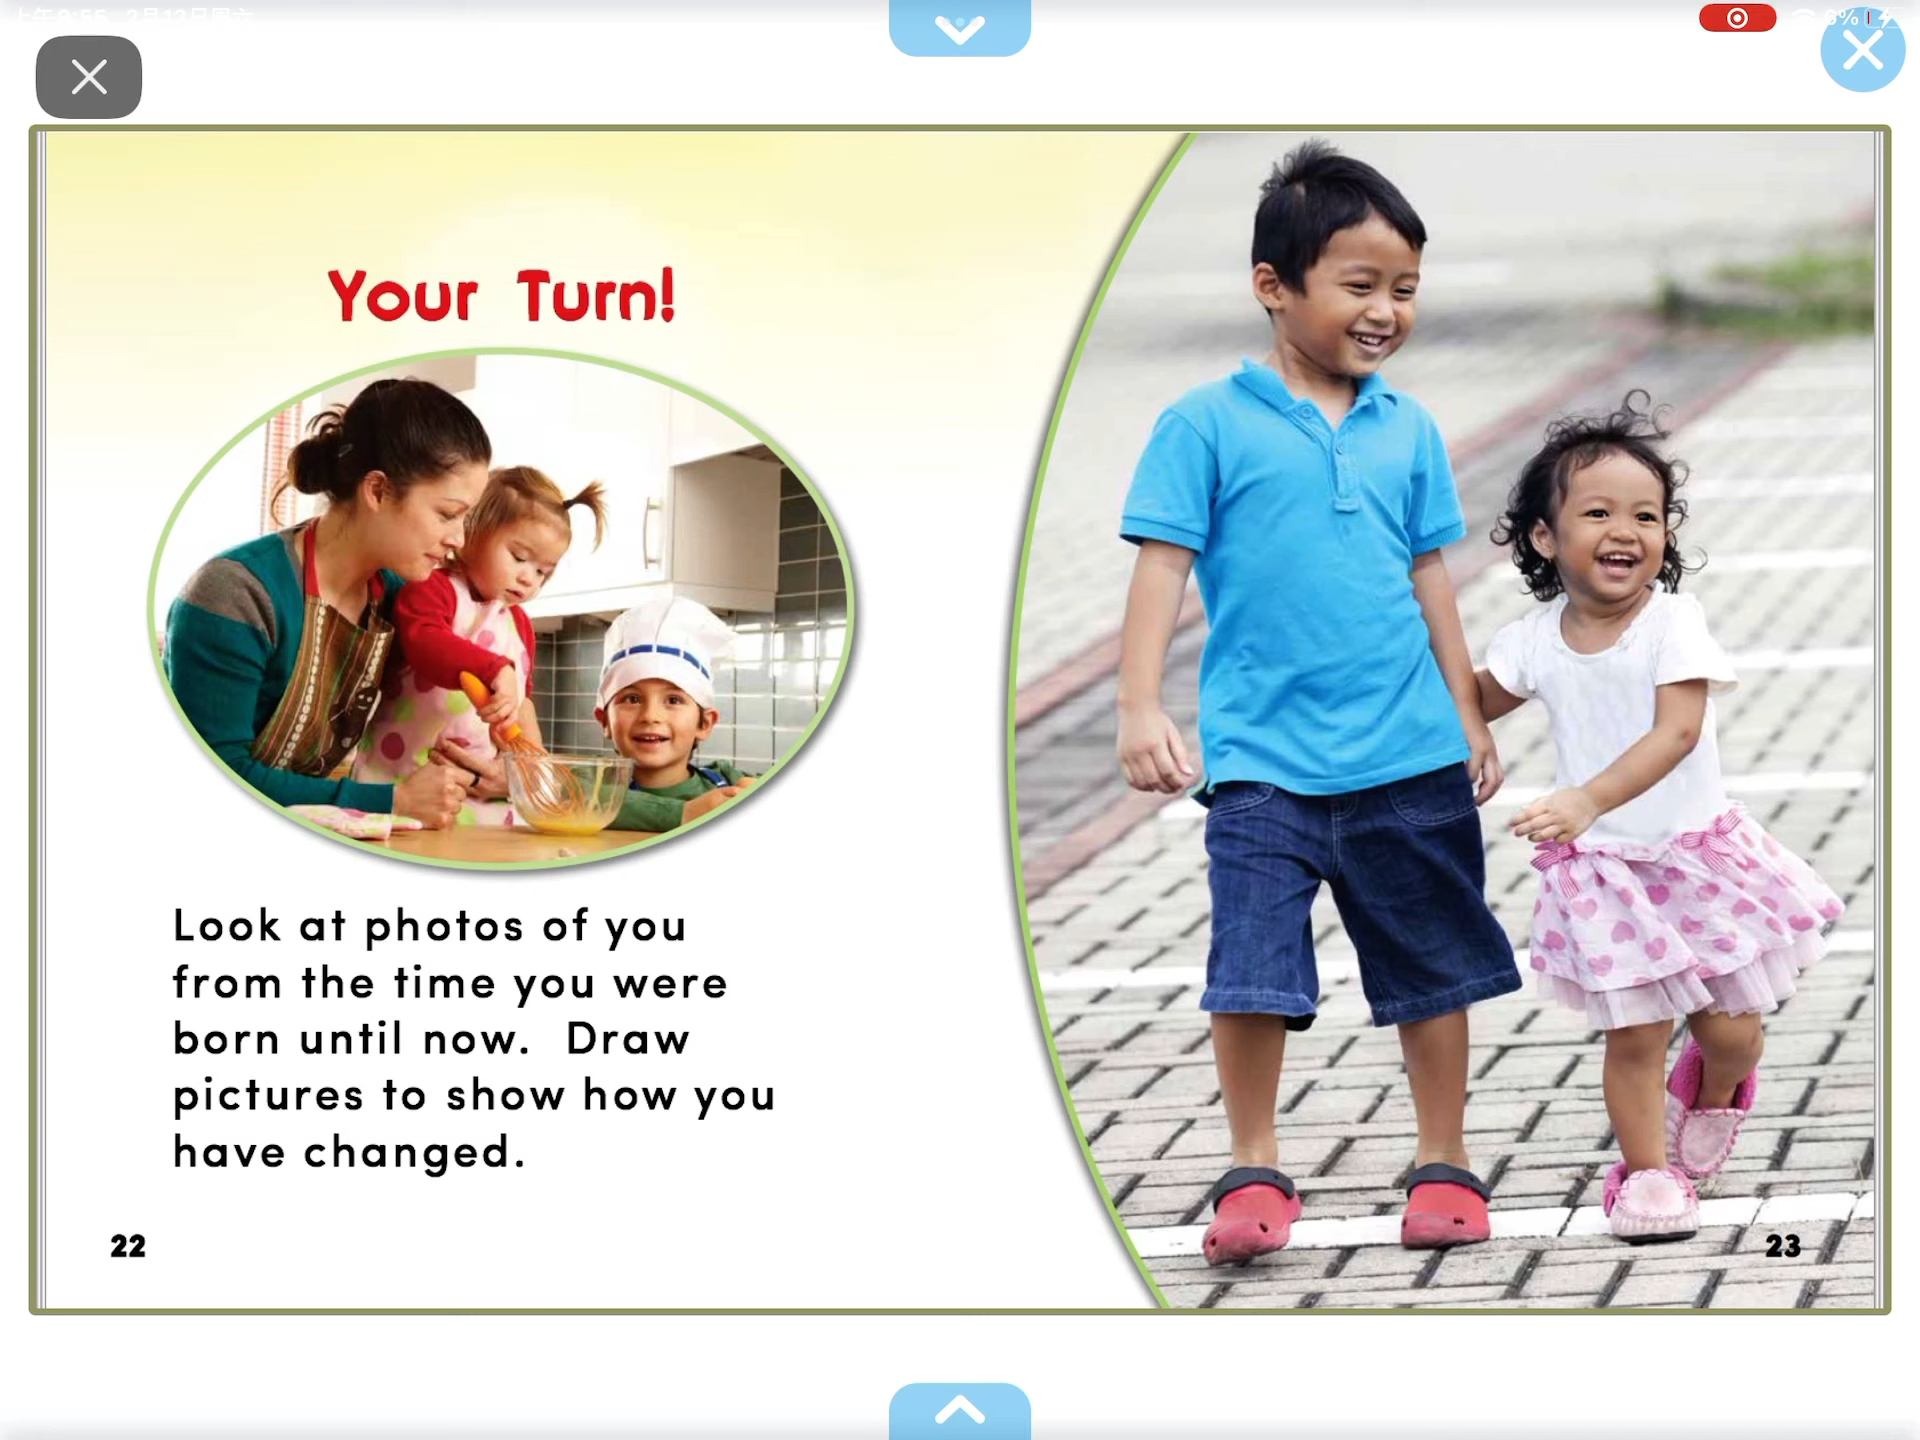 Your Turn!
Look at photos of you
from the time you were
born until now. Draw
pictures to show how you
have changed.
22
23